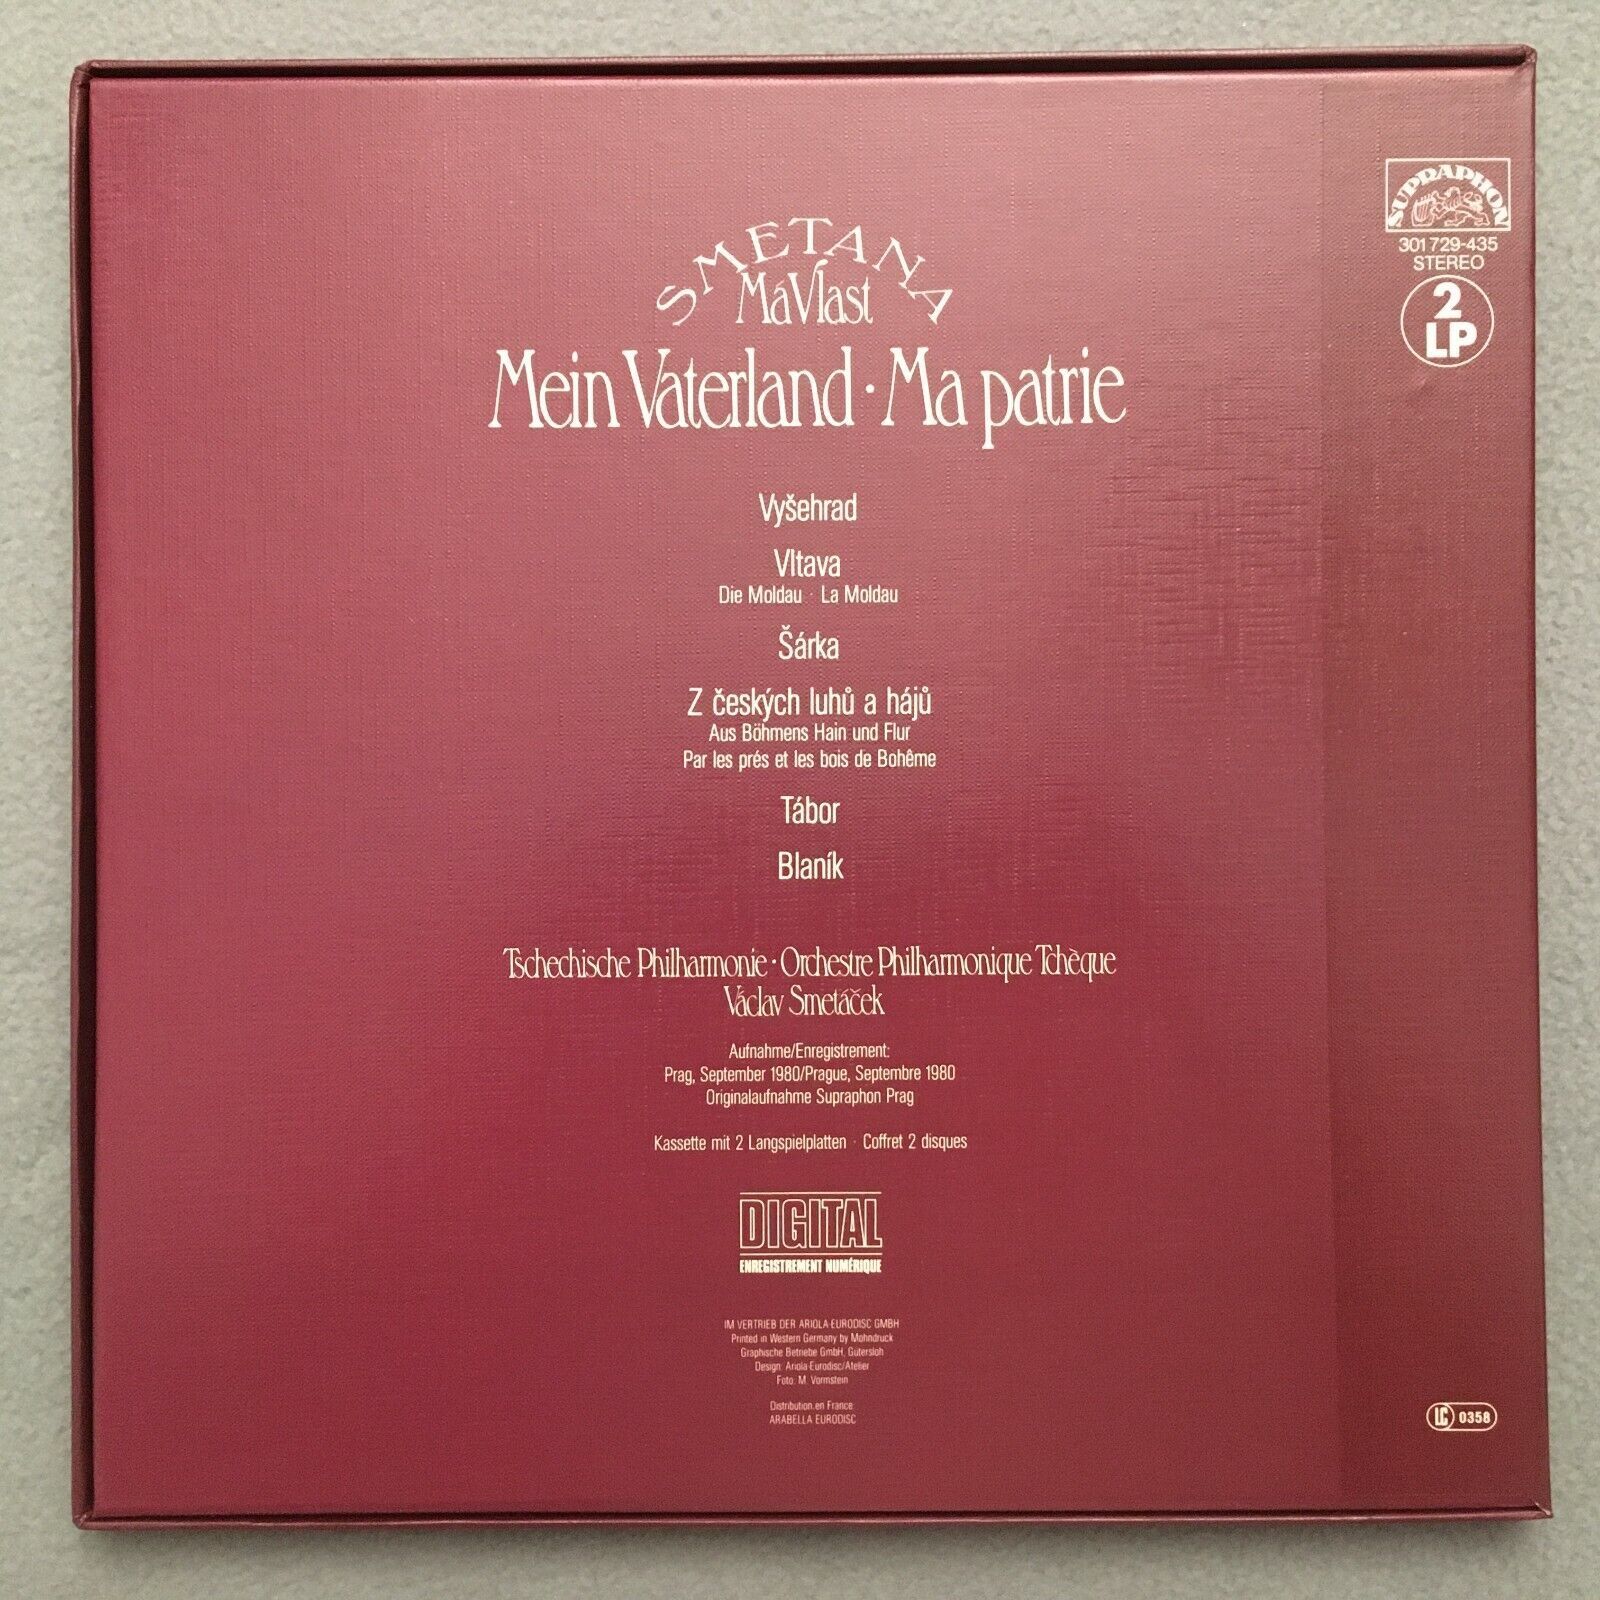 SUPRAPHON
301 729-435
STEREO
2
LP
SMETANA
Má Vlast
Mein Vaterland · Ma patrie
Vyšehrad
Vltava
Die Moldau · La Moldau
Šárka
Z českých luhů a hájů
Aus Böhmens Hain und Flur
Par les prés et les bois de Bohême
Tábor
Blaník
Tschechische Philharmonie · Orchestre Philharmonique Tchèque
Václav Smetáček
Aufnahme/Enregistrement:
Prag, September 1980/Prague, Septembre 1980
Originalaufnahme Supraphon Prag
Kassette mit 2 Langspielplatten · Coffret 2 disques
DIGITAL
ENREGISTREMENT NUMÉRIQUE
IM VERTRIEB DER ARIOLA-EURODISC GMBH
Printed in Western Germany by Mohndruck
Graphische Betriebe GmbH, Gütersloh
Design: Ariola-Eurodisc/Atelier
Foto: M. Vormstein
Distribution en France:
ARABELLA EURODISC
LC 0358